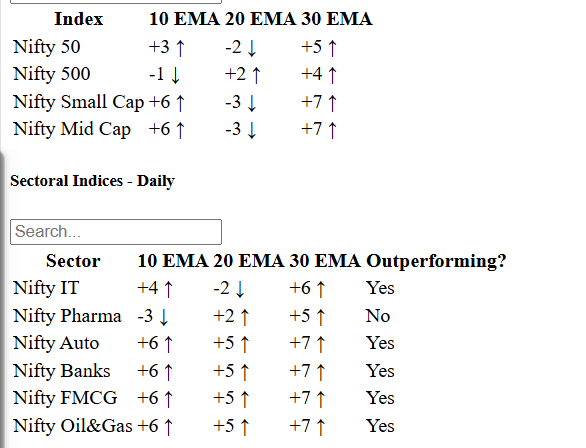 Index 10 EMA 20 EMA 30 EMA
Nifty 50 +3 ↑ -2 ↓ +5 ↑
Nifty 500 -1 ↓ +2 ↑ +4 ↑
Nifty Small Cap +6 ↑ -3 ↓ +7 ↑
Nifty Mid Cap +6 ↑ -3 ↓ +7 ↑
Sectoral Indices - Daily
Search...
Sector 10 EMA 20 EMA 30 EMA Outperforming?
Nifty IT +4 ↑ -2 ↓ +6 ↑ Yes
Nifty Pharma -3 ↓ +2 ↑ +5 ↑ No
Nifty Auto +6 ↑ +5 ↑ +7 ↑ Yes
Nifty Banks +6 ↑ +5 ↑ +7 ↑ Yes
Nifty FMCG +6 ↑ +5 ↑ +7 ↑ Yes
Nifty Oil&Gas +6 ↑ +5 ↑ +7 ↑ Yes